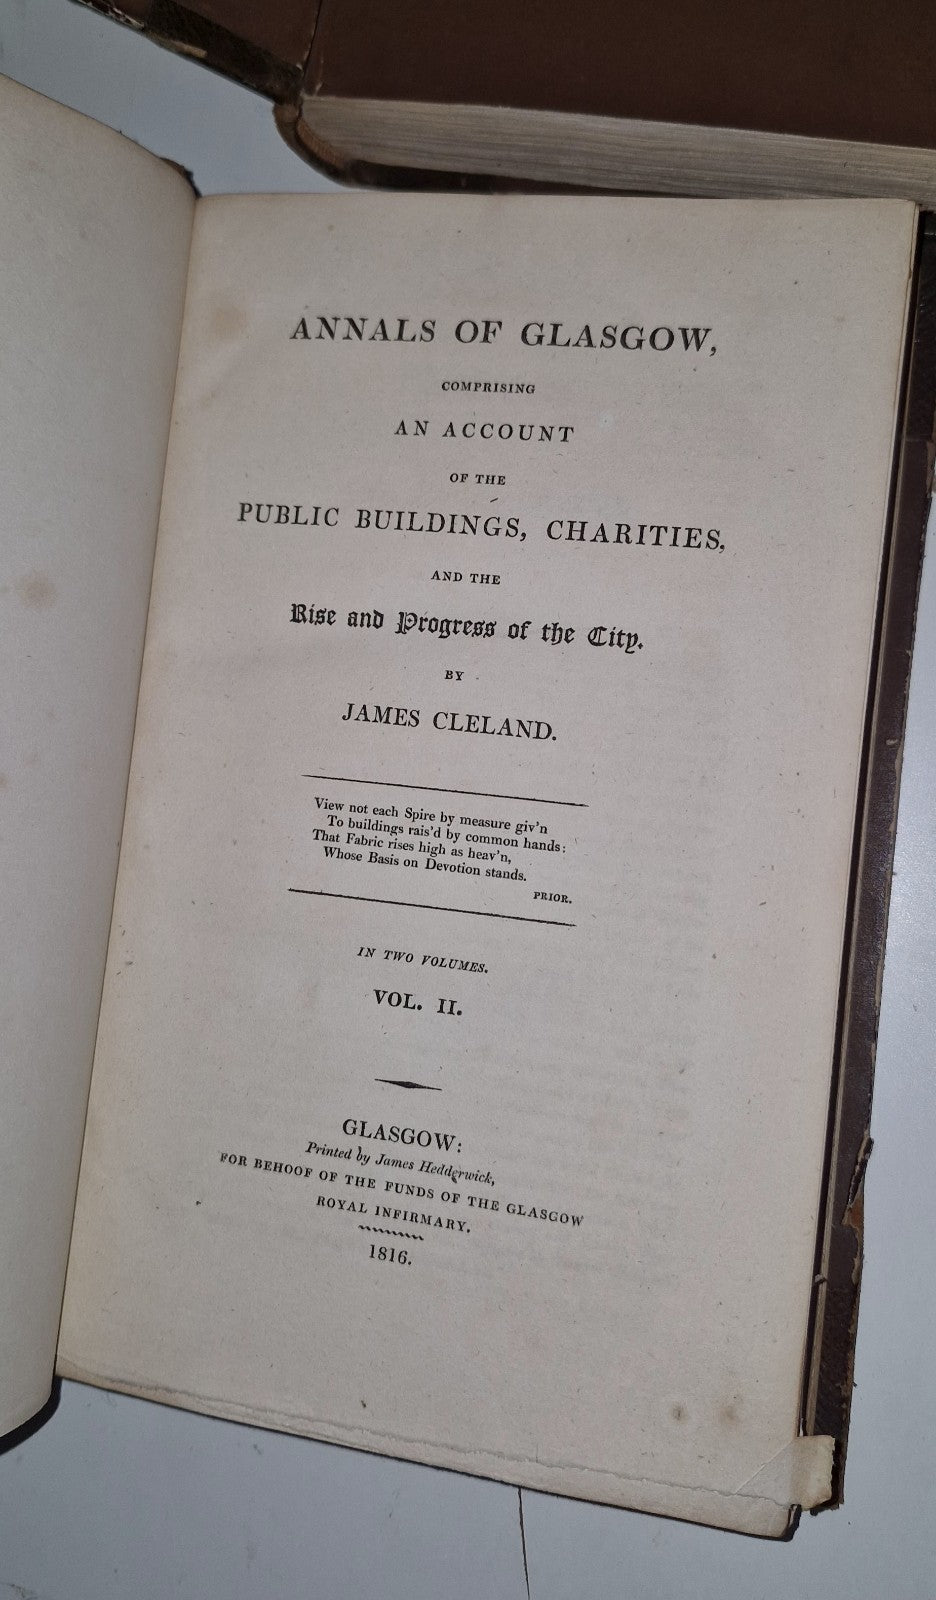 ANNALS OF GLASGOW,
COMPRISING
AN ACCOUNT
OF THE
PUBLIC BUILDINGS, CHARITIES,
AND THE
Rise and Progress of the City.
BY
JAMES CLELAND.
View not each Spire by measure giv'n
To buildings rais'd by common hands:
That Fabric rises high as heav'n,
Whose Basis on Devotion stands.
PRIOR.
IN TWO VOLUMES.
VOL. II.
GLASGOW:
Printed by James Hedderwick,
FOR BEHOOF OF THE FUNDS OF THE GLASGOW
ROYAL INFIRMARY.
1816.